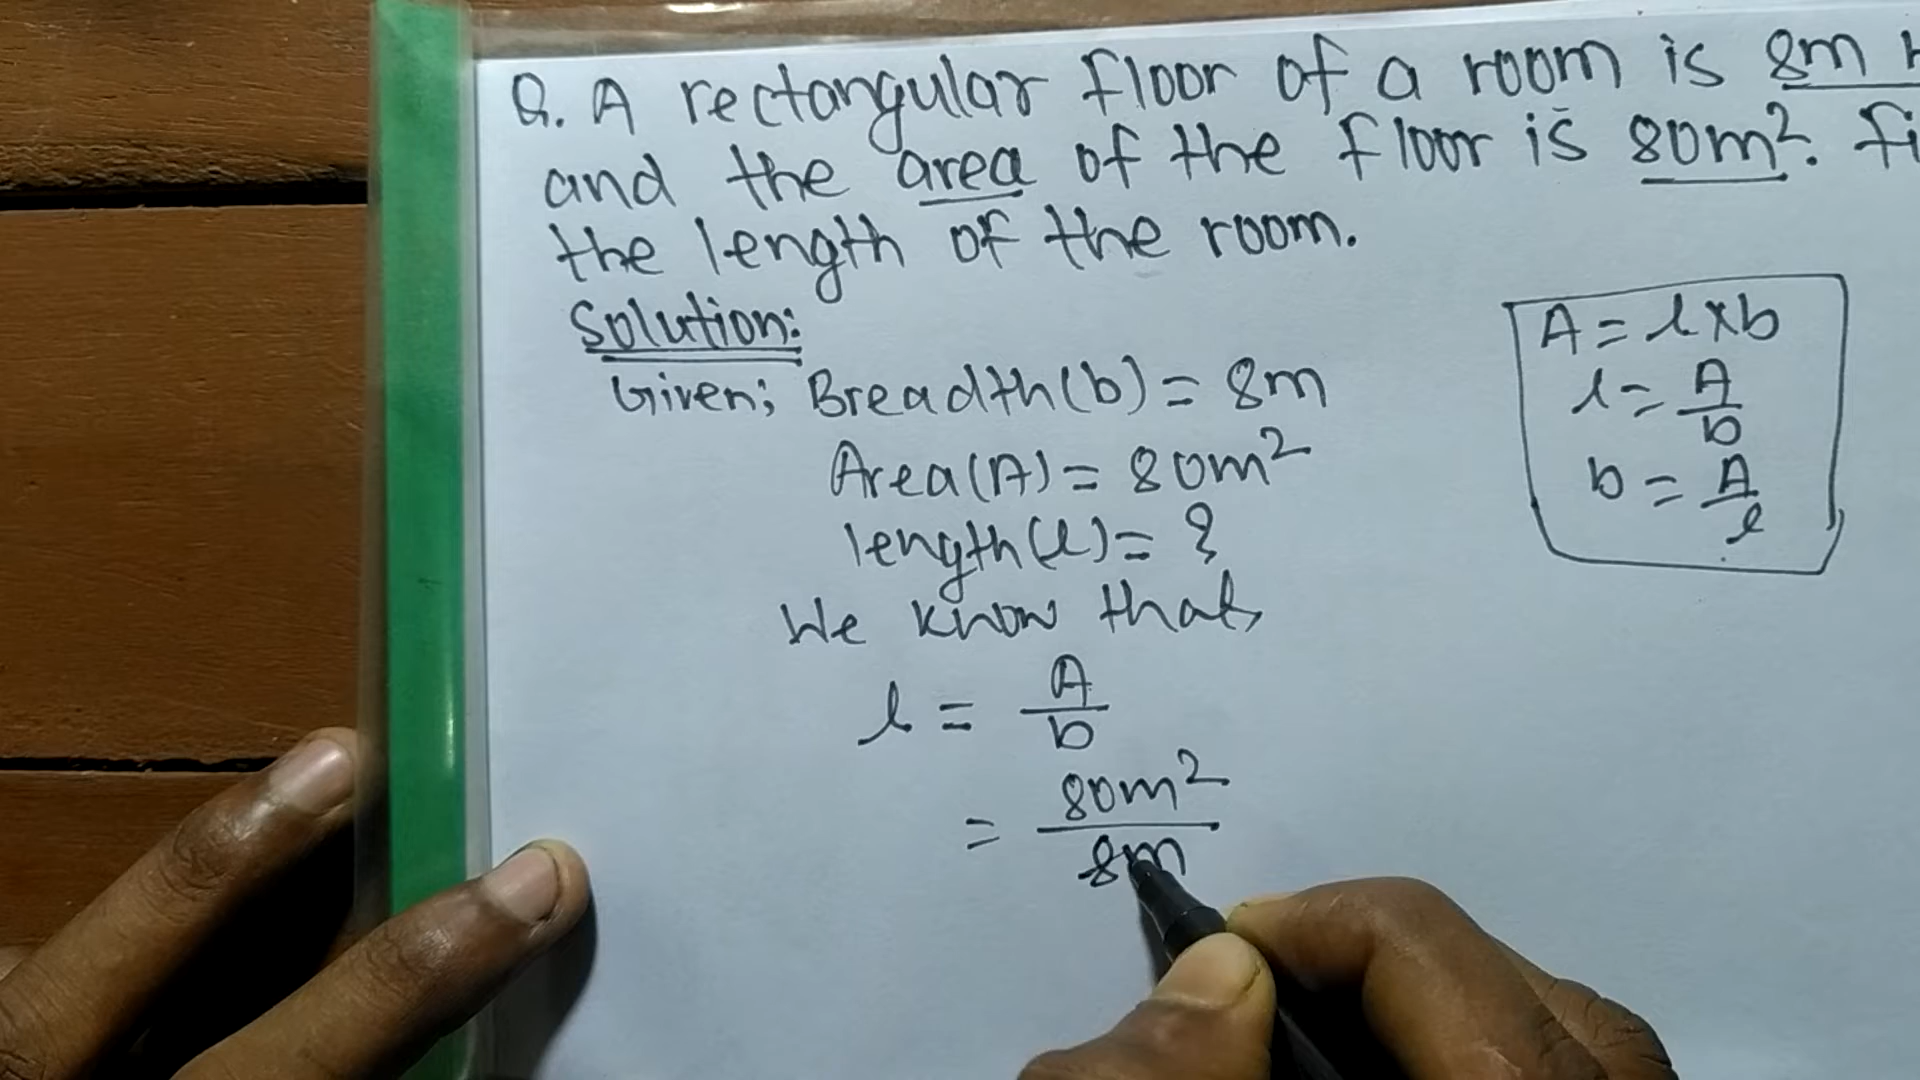 Q. A rectangular floor of a room is 8m
and the area of the floor is 80m². Fi
the length of the room.
Solution:
Given; Breadth(b) = 8m
Area(A) = 80m²
length(l) = ?
We know that,
l = A/b
= 80m²/8m
A = l×b
l = A/b
b = A/l